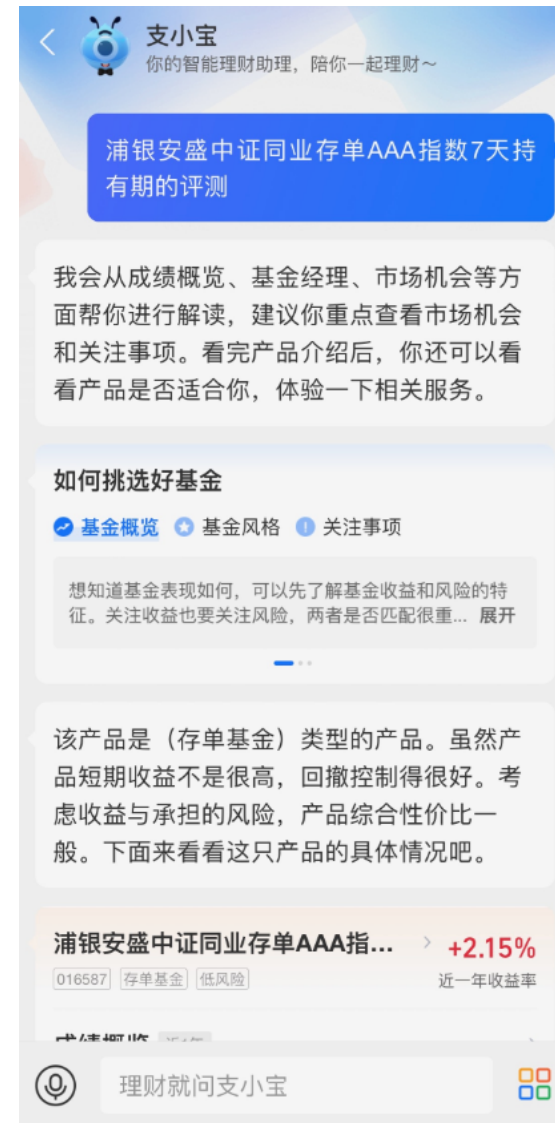 支小宝
你的智能理财助理，陪你一起理财～
浦银安盛中证同业存单AAA指数7天持
有期的评测
我会从成绩概览、基金经理、市场机会等方
面帮你进行解读，建议你重点查看市场机会
和关注事项。看完产品介绍后，你还可以看
看产品是否适合你，体验一下相关服务。
如何挑选好基金
基金概览 基金风格 关注事项
想知道基金表现如何，可以先了解基金收益和风险的特
征。关注收益也要关注风险，两者是否匹配很重... 展开
该产品是（存单基金）类型的产品。虽然产
品短期收益不是很高，回撤控制得很好。考
虑收益与承担的风险，产品综合性价比一
般。下面来看看这只产品的具体情况吧。
浦银安盛中证同业存单AAA指... +2.15%
016587 存单基金 低风险 近一年收益率
成绩概览
理财就问支小宝